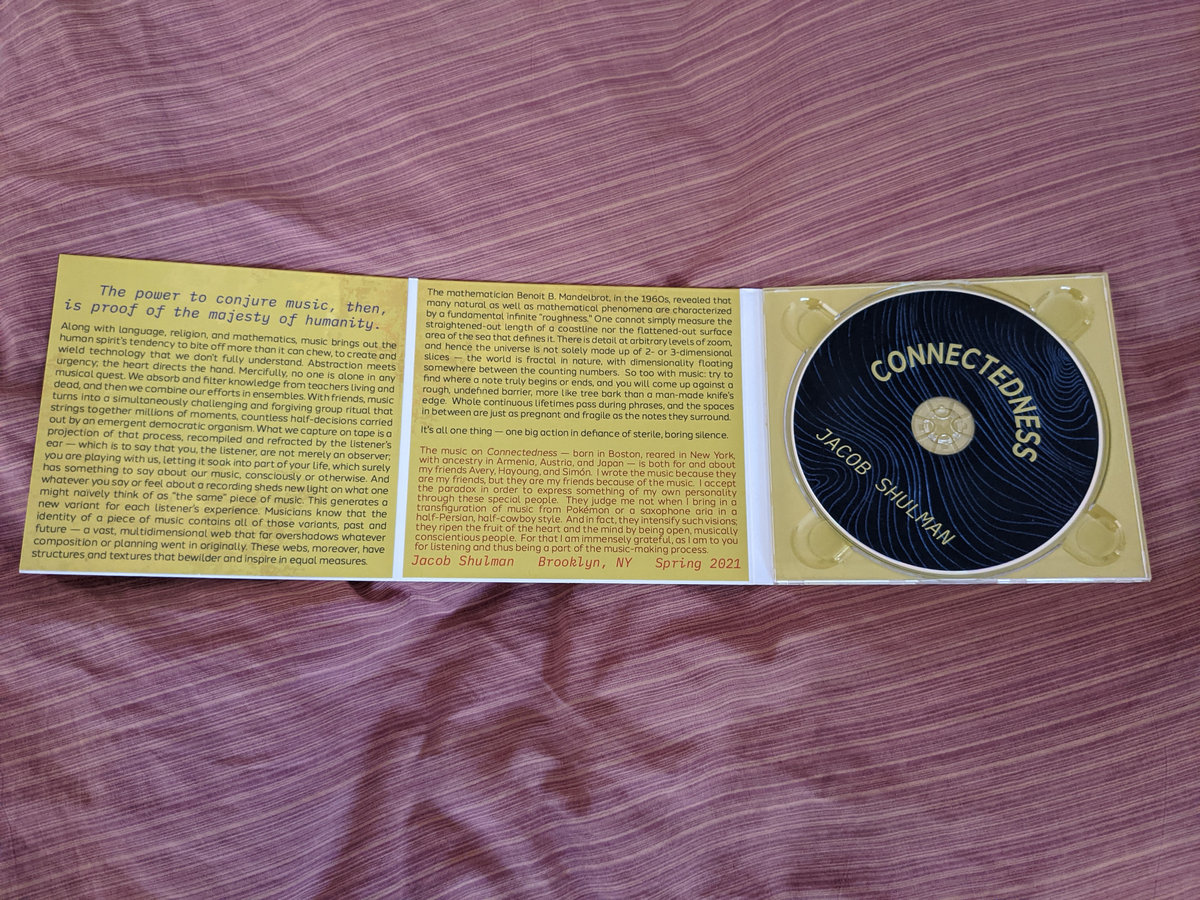 The power to conjure music, then,
is proof of the majesty of humanity.
Along with language, religion, and mathematics, music brings out the
human spirit's tendency to bite off more than it can chew, to create and
wield technology that we don't fully understand. Abstraction meets
urgency; the heart directs the hand. Mercifully, no one is alone in any
musical quest. We absorb and filter knowledge from teachers living and
dead, and then we combine our efforts in ensembles. With friends, music
turns into a simultaneously challenging and forgiving group ritual that
strings together millions of moments, countless half-decisions carried
out by an emergent democratic organism. What we capture on tape is a
projection of that process, recompiled and refracted by the listener's
ear — which is to say that you, the listener, are not merely an observer;
you are playing with us, letting it soak into part of your life, which surely
has something to say about our music, consciously or otherwise. And
whatever you say or feel about a recording sheds new light on what one
might naïvely think of as "the same" piece of music. This generates a
new variant for each listener's experience. Musicians know that the
identity of a piece of music contains all of those variants, past and
future — a vast, multidimensional web that far overshadows whatever
composition or planning went in originally. These webs, moreover, have
structures and textures that bewilder and inspire in equal measures.
The mathematician Benoit B. Mandelbrot, in the 1960s, revealed that
many natural as well as mathematical phenomena are characterized
by a fundamental infinite "roughness." One cannot simply measure the
straightened-out length of a coastline nor the flattened-out surface
area of the sea that defines it. There is detail at arbitrary levels of zoom,
and hence the universe is not solely made up of 2- or 3-dimensional
slices — the world is fractal in nature, with dimensionality floating
somewhere between the counting numbers. So too with music: try to
find where a note truly begins or ends, and you will come up against a
rough, undefined barrier, more like tree bark than a man-made knife's
edge. Whole continuous lifetimes pass during phrases, and the spaces
in between are just as pregnant and fragile as the notes they surround.
It's all one thing — one big action in defiance of sterile, boring silence.
The music on Connectedness — born in Boston, reared in New York,
with ancestry in Armenia, Austria, and Japan — is both for and about
my friends Avery, Hayoung, and Simón. I wrote the music because they
are my friends, but they are my friends because of the music. I accept
the paradox in order to express something of my own personality
through these special people. They judge me not when I bring in a
transfiguration of music from Pokémon or a saxophone aria in a
half-Persian, half-cowboy style. And in fact, they intensify such visions;
they ripen the fruit of the heart and the mind by being open, musically
conscientious people. For that I am immensely grateful, as I am to you
for listening and thus being a part of the music-making process.
Jacob Shulman Brooklyn, NY Spring 2021
CONNECTEDNESS
JACOB SHULMAN